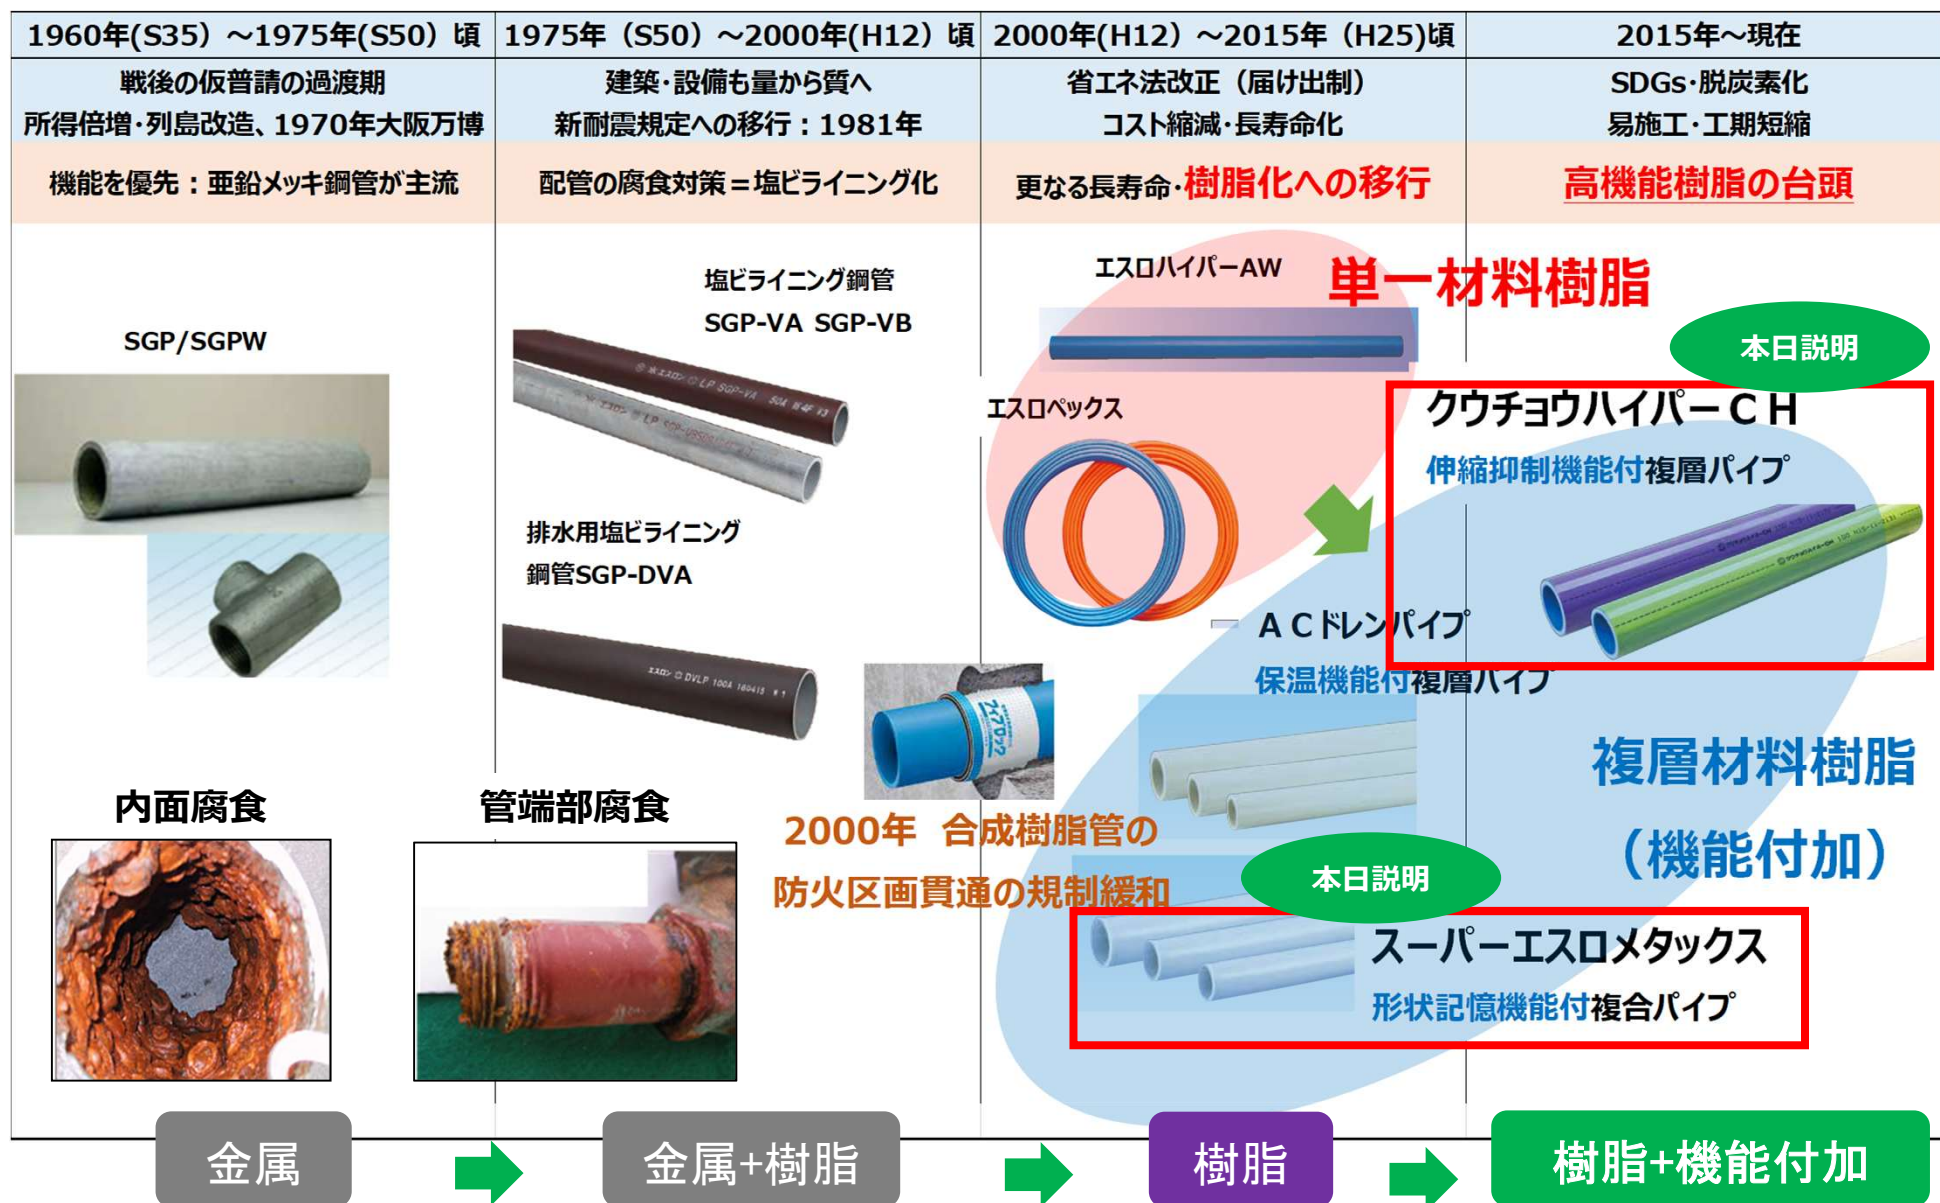 1960年(S35）～1975年(S50）頃
1975年（S50）～2000年(H12）頃
2000年(H12）～2015年（H25)頃
2015年～現在
戦後の仮普請の過渡期
所得倍増・列島改造、1970年大阪万博
建築・設備も量から質へ
新耐震規定への移行：1981年
省エネ法改正（届け出制）
コスト縮減・長寿命化
SDGs・脱炭素化
易施工・工期短縮
機能を優先：亜鉛メッキ鋼管が主流
配管の腐食対策＝塩ビライニング化
更なる長寿命・樹脂化への移行
高機能樹脂の台頭
SGP/SGPW
内面腐食
塩ビライニング鋼管
SGP-VA SGP-VB
排水用塩ビライニング
鋼管SGP-DVA
エスロン DVLP 100A
管端部腐食
エスロハイパーAW
単一材料樹脂
エスロペックス
フィブロック
2000年 合成樹脂管の
防火区画貫通の規制緩和
本日説明
クウチョウハイパーＣＨ
伸縮抑制機能付複層パイプ
ＡＣドレンパイプ
保温機能付複層パイプ
複層材料樹脂
（機能付加）
本日説明
スーパーエスロメタックス
形状記憶機能付複合パイプ
金属
金属+樹脂
樹脂
樹脂+機能付加